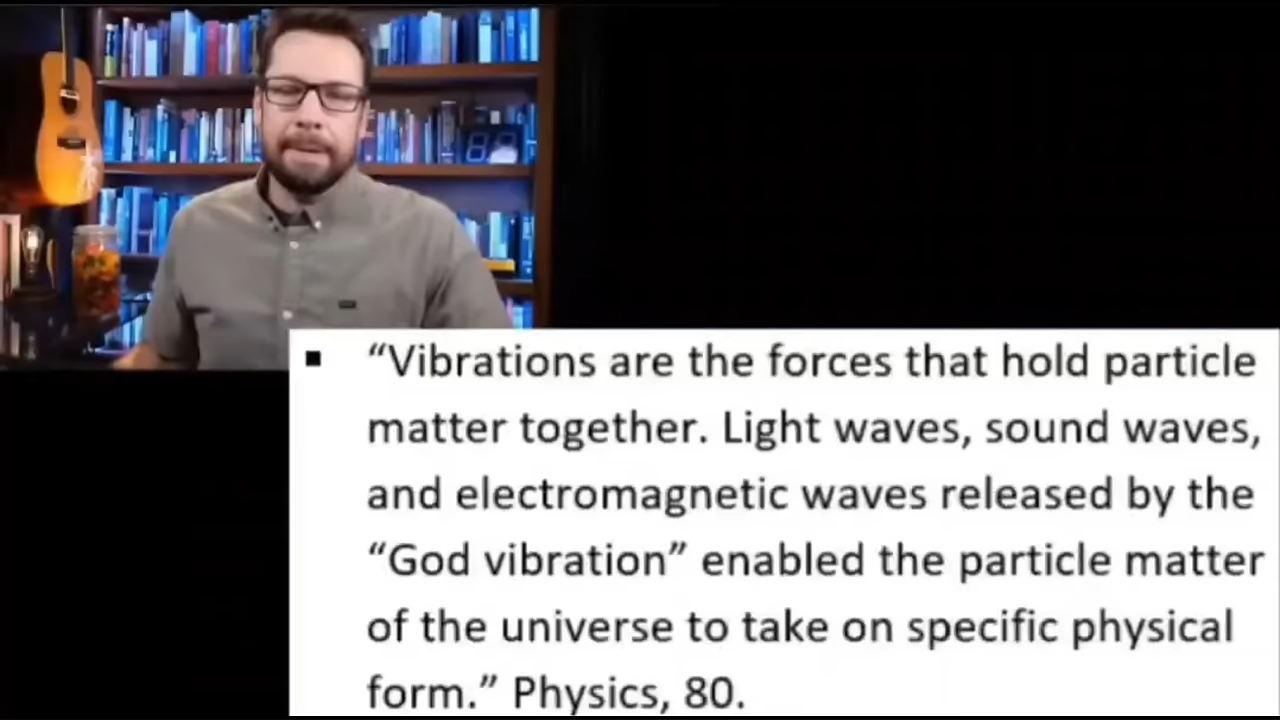 ▪ “Vibrations are the forces that hold particle
matter together. Light waves, sound waves,
and electromagnetic waves released by the
“God vibration” enabled the particle matter
of the universe to take on specific physical
form.” Physics, 80.